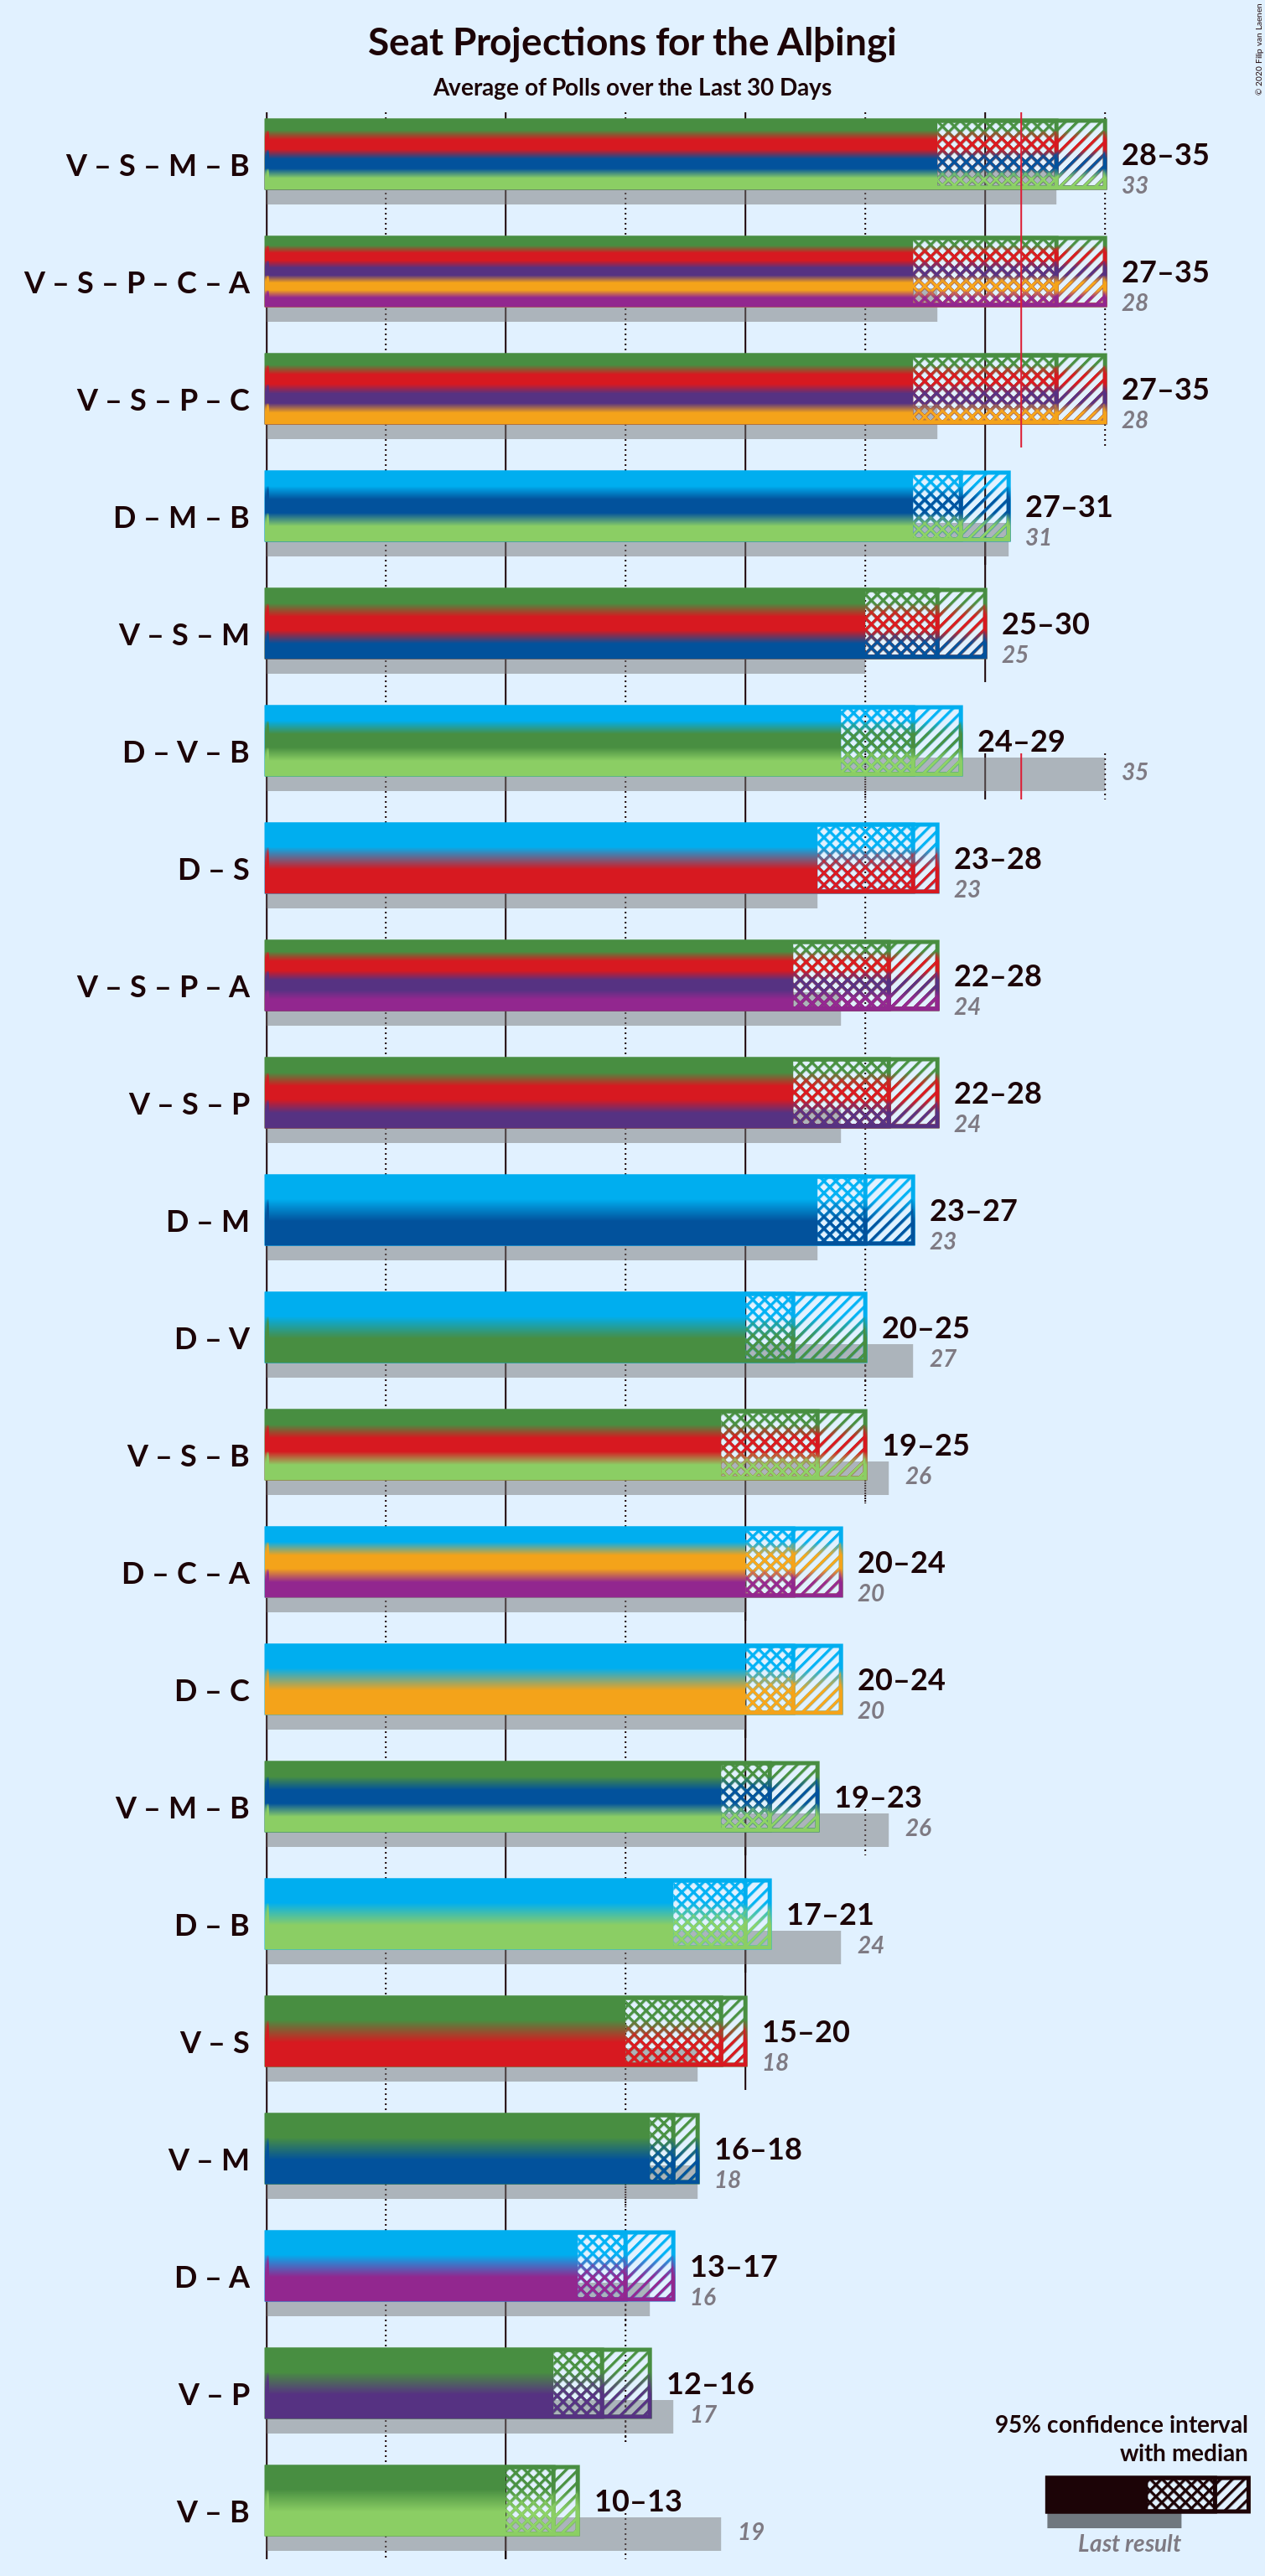 Seat Projections for the Alþingi
Average of Polls over the Last 30 Days
© 2020 Filip van Laenen
V – S – M – B
28–35
33
V – S – P – C – A
27–35
28
V – S – P – C
27–35
28
D – M – B
27–31
31
V – S – M
25–30
25
D – V – B
24–29
35
D – S
23–28
23
V – S – P – A
22–28
24
V – S – P
22–28
24
D – M
23–27
23
D – V
20–25
27
V – S – B
19–25
26
D – C – A
20–24
20
D – C
20–24
20
V – M – B
19–23
26
D – B
17–21
24
V – S
15–20
18
V – M
16–18
18
D – A
13–17
16
V – P
12–16
17
V – B
10–13
19
95% confidence interval
with median
Last result